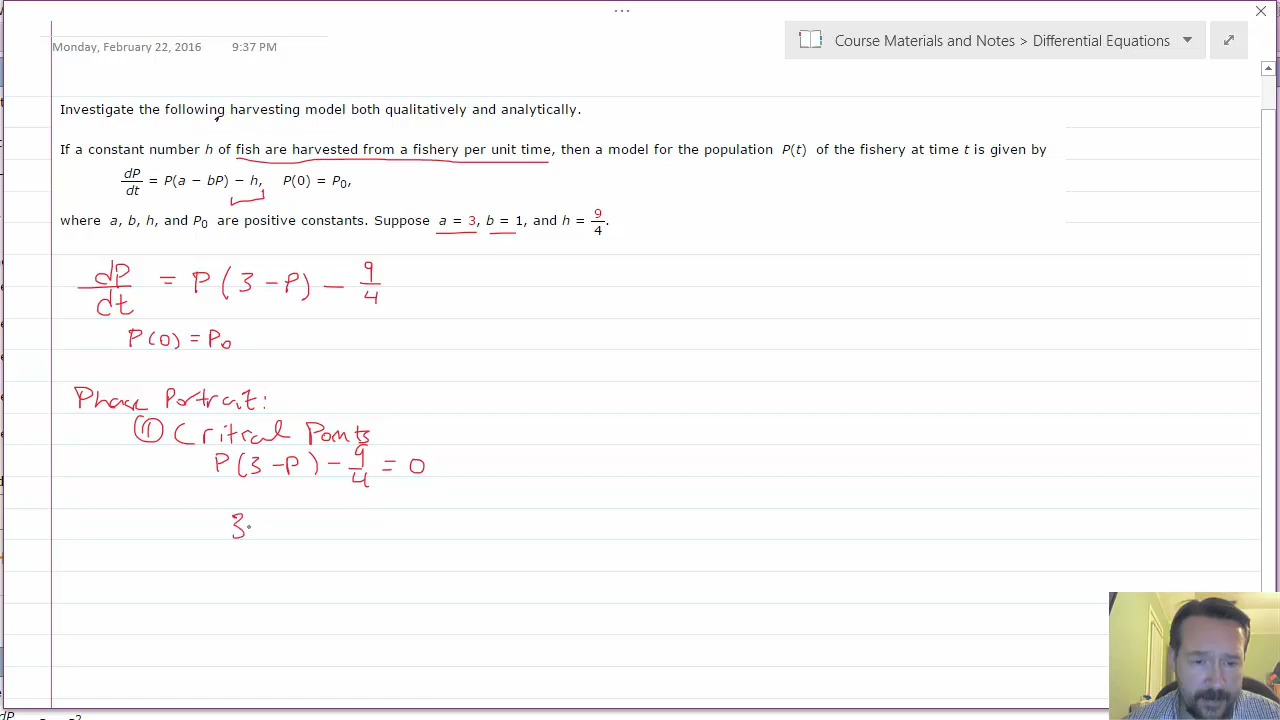 Monday, February 22, 2016 9:37 PM
Course Materials and Notes > Differential Equations
Investigate the following harvesting model both qualitatively and analytically.
If a constant number h of fish are harvested from a fishery per unit time, then a model for the population P(t) of the fishery at time t is given by
dP/dt = P(a − bP) − h, P(0) = P₀,
where a, b, h, and P₀ are positive constants. Suppose a = 3, b = 1, and h = 9/4.
dP/dt = P(3 − P) − 9/4
P(0) = P₀
Phase Portrait:
① Critical Points
P(3 − P) − 9/4 = 0
3